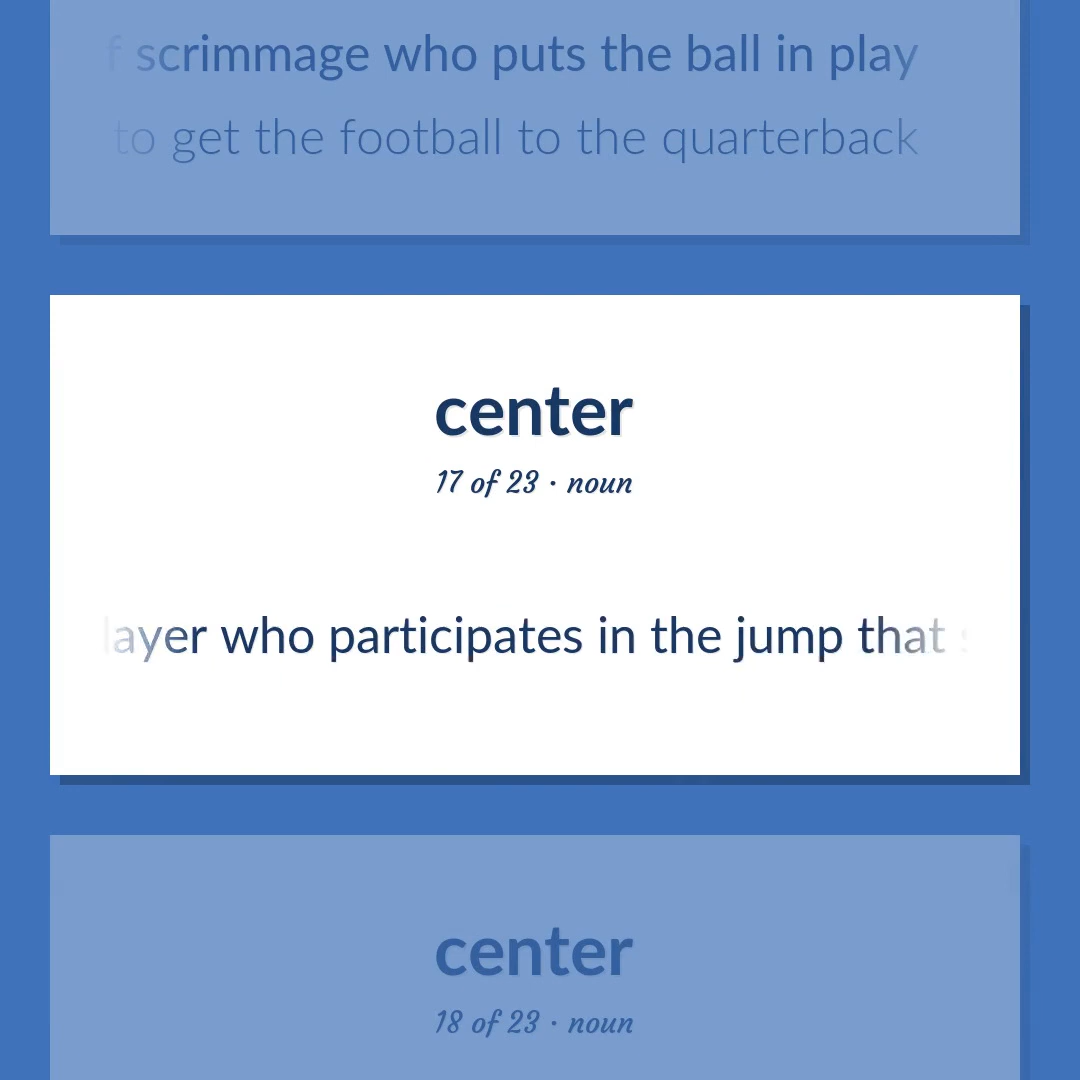 f scrimmage who puts the ball in play
to get the football to the quarterback
center
17 of 23 · noun
layer who participates in the jump that s
center
18 of 23 · noun